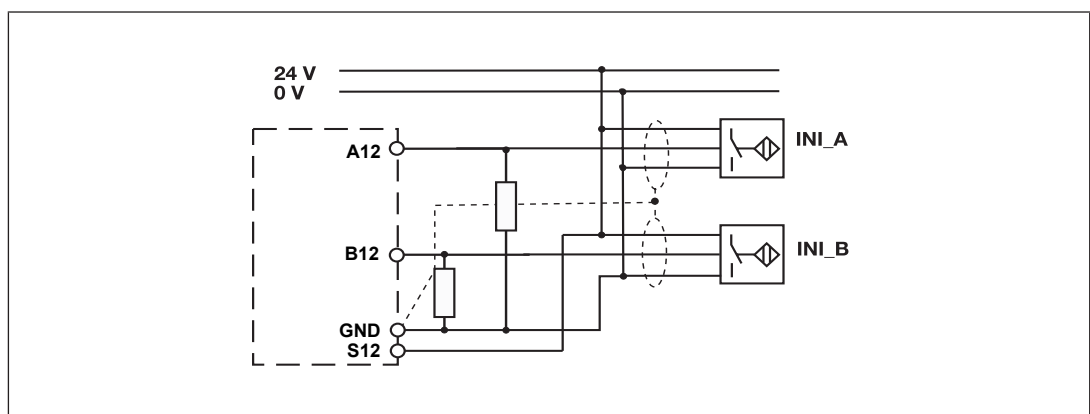 24 V
0 V
A12
INI_A
B12
INI_B
GND
S12